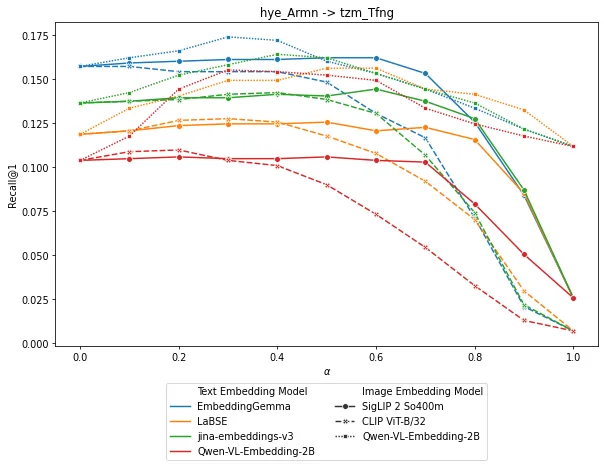 hye_Armn -> tzm_Tfng
Recall@1
0.175
0.150
0.125
0.100
0.075
0.050
0.025
0.000
0.0 0.2 0.4 0.6 0.8 1.0
α
Text Embedding Model
EmbeddingGemma
LaBSE
jina-embeddings-v3
Qwen-VL-Embedding-2B
Image Embedding Model
SigLIP 2 So400m
CLIP ViT-B/32
Qwen-VL-Embedding-2B